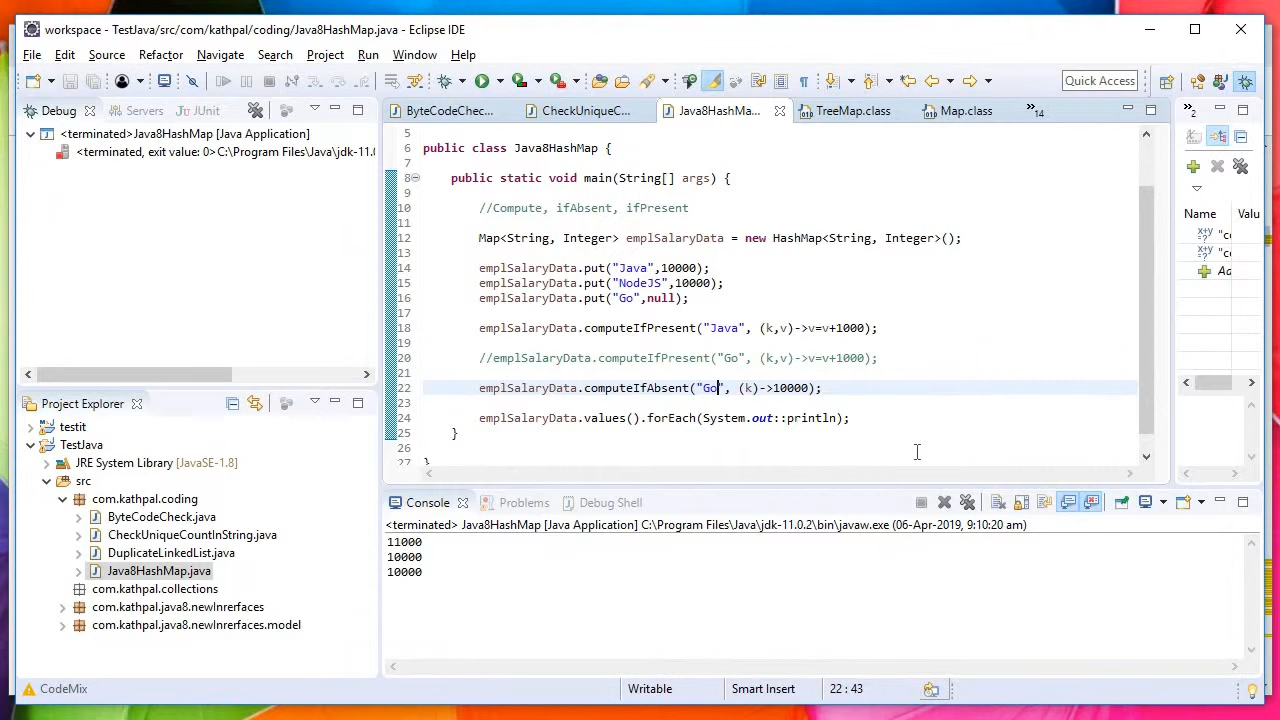 workspace - TestJava/src/com/kathpal/coding/Java8HashMap.java - Eclipse IDE
File Edit Source Refactor Navigate Search Project Run Window Help
Quick Access
Debug Servers JUnit
<terminated>Java8HashMap [Java Application]
<terminated, exit value: 0>C:\Program Files\Java\jdk-11.0
ByteCodeChec... CheckUniqueC... Java8HashMa... TreeMap.class Map.class »14
»2
5
6 public class Java8HashMap {
7
8 public static void main(String[] args) {
9
10 //Compute, ifAbsent, ifPresent
11
12 Map<String, Integer> emplSalaryData = new HashMap<String, Integer>();
13
14 emplSalaryData.put("Java",10000);
15 emplSalaryData.put("NodeJS",10000);
16 emplSalaryData.put("Go",null);
17
18 emplSalaryData.computeIfPresent("Java", (k,v)->v=v+1000);
19
20 //emplSalaryData.computeIfPresent("Go", (k,v)->v=v+1000);
21
22 emplSalaryData.computeIfAbsent("Go", (k)->10000);
23
24 emplSalaryData.values().forEach(System.out::println);
25 }
26
27 }
Name Valu
"c
"c
Ac
Project Explorer
testit
TestJava
JRE System Library [JavaSE-1.8]
src
com.kathpal.coding
ByteCodeCheck.java
CheckUniqueCountInString.java
DuplicateLinkedList.java
Java8HashMap.java
com.kathpal.collections
com.kathpal.java8.newInrerfaces
com.kathpal.java8.newInrerfaces.model
Console Problems Debug Shell
<terminated> Java8HashMap [Java Application] C:\Program Files\Java\jdk-11.0.2\bin\javaw.exe (06-Apr-2019, 9:10:20 am)
11000
10000
10000
CodeMix
Writable Smart Insert 22 : 43